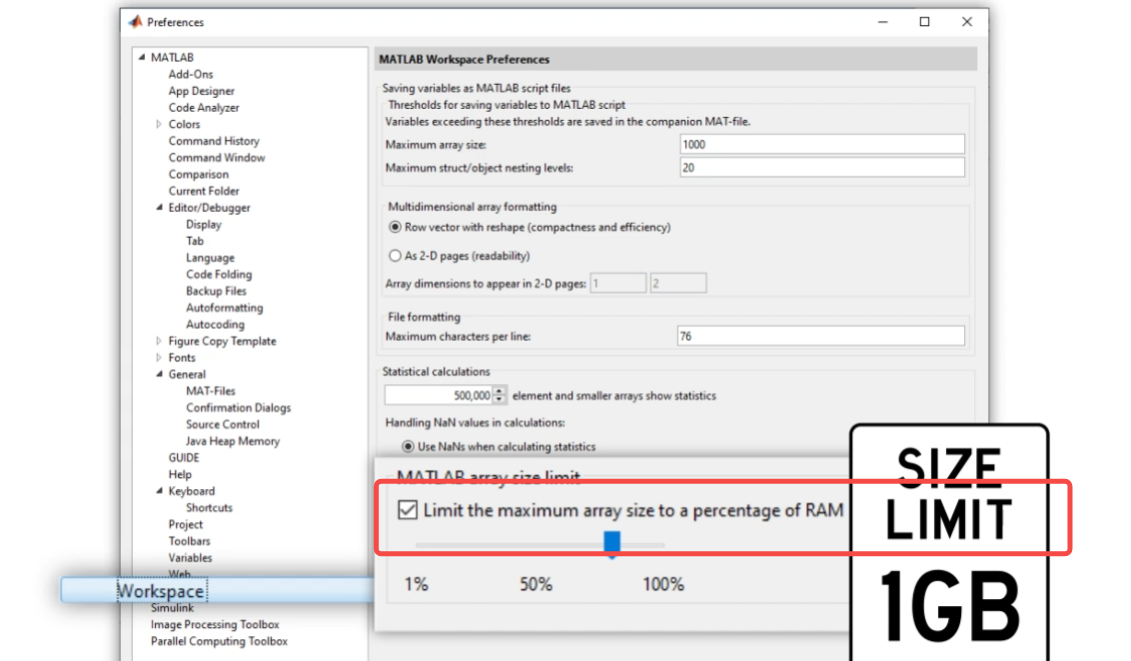 Preferences
MATLAB
Add-Ons
App Designer
Code Analyzer
Colors
Command History
Command Window
Comparison
Current Folder
Editor/Debugger
Display
Tab
Language
Code Folding
Backup Files
Autoformatting
Autocoding
Figure Copy Template
Fonts
General
MAT-Files
Confirmation Dialogs
Source Control
Java Heap Memory
GUIDE
Help
Keyboard
Shortcuts
Project
Toolbars
Variables
Web
Workspace
Simulink
Image Processing Toolbox
Parallel Computing Toolbox
MATLAB Workspace Preferences
Saving variables as MATLAB script files
Thresholds for saving variables to MATLAB script
Variables exceeding these thresholds are saved in the companion MAT-file.
Maximum array size: 1000
Maximum struct/object nesting levels: 20
Multidimensional array formatting
Row vector with reshape (compactness and efficiency)
As 2-D pages (readability)
Array dimensions to appear in 2-D pages: 1 2
File formatting
Maximum characters per line: 76
Statistical calculations
500,000 element and smaller arrays show statistics
Handling NaN values in calculations:
Use NaNs when calculating statistics
MATLAB array size limit
Limit the maximum array size to a percentage of RAM
1% 50% 100%
SIZE
LIMIT
1GB